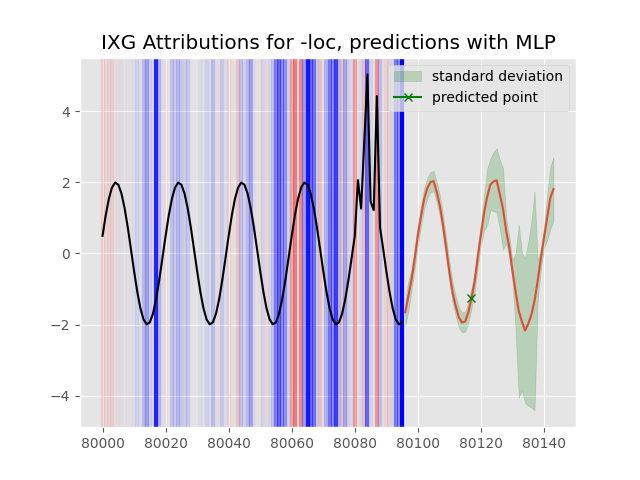 IXG Attributions for -loc, predictions with MLP
standard deviation
predicted point
4
2
0
−2
−4
80000 80020 80040 80060 80080 80100 80120 80140